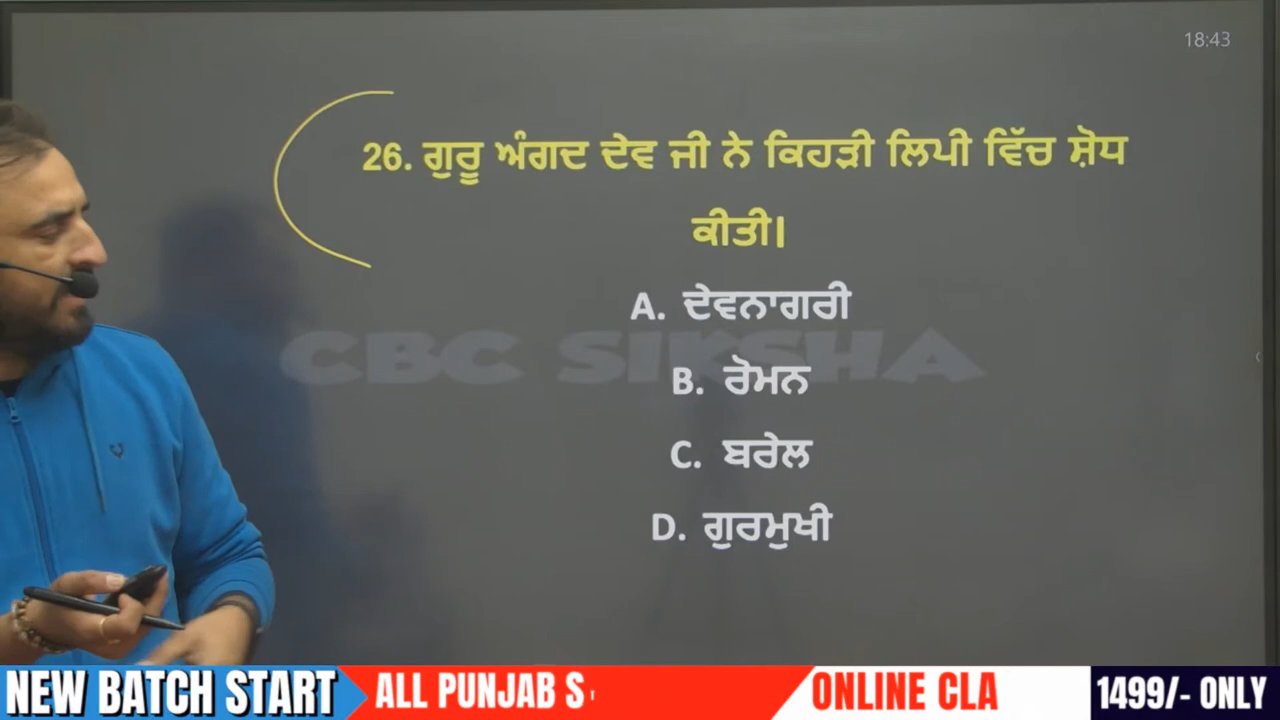 18:43
26. ਗੁਰੂ ਅੰਗਦ ਦੇਵ ਜੀ ਨੇ ਕਿਹੜੀ ਲਿਪੀ ਵਿੱਚ ਸ਼ੋਧ
ਕੀਤੀ।
A. ਦੇਵਨਾਗਰੀ
CBC SIKSHA
B. ਰੋਮਨ
C. ਬਰੇਲ
D. ਗੁਰਮੁਖੀ
NEW BATCH START ALL PUNJAB S ONLINE CLA 1499/- ONLY